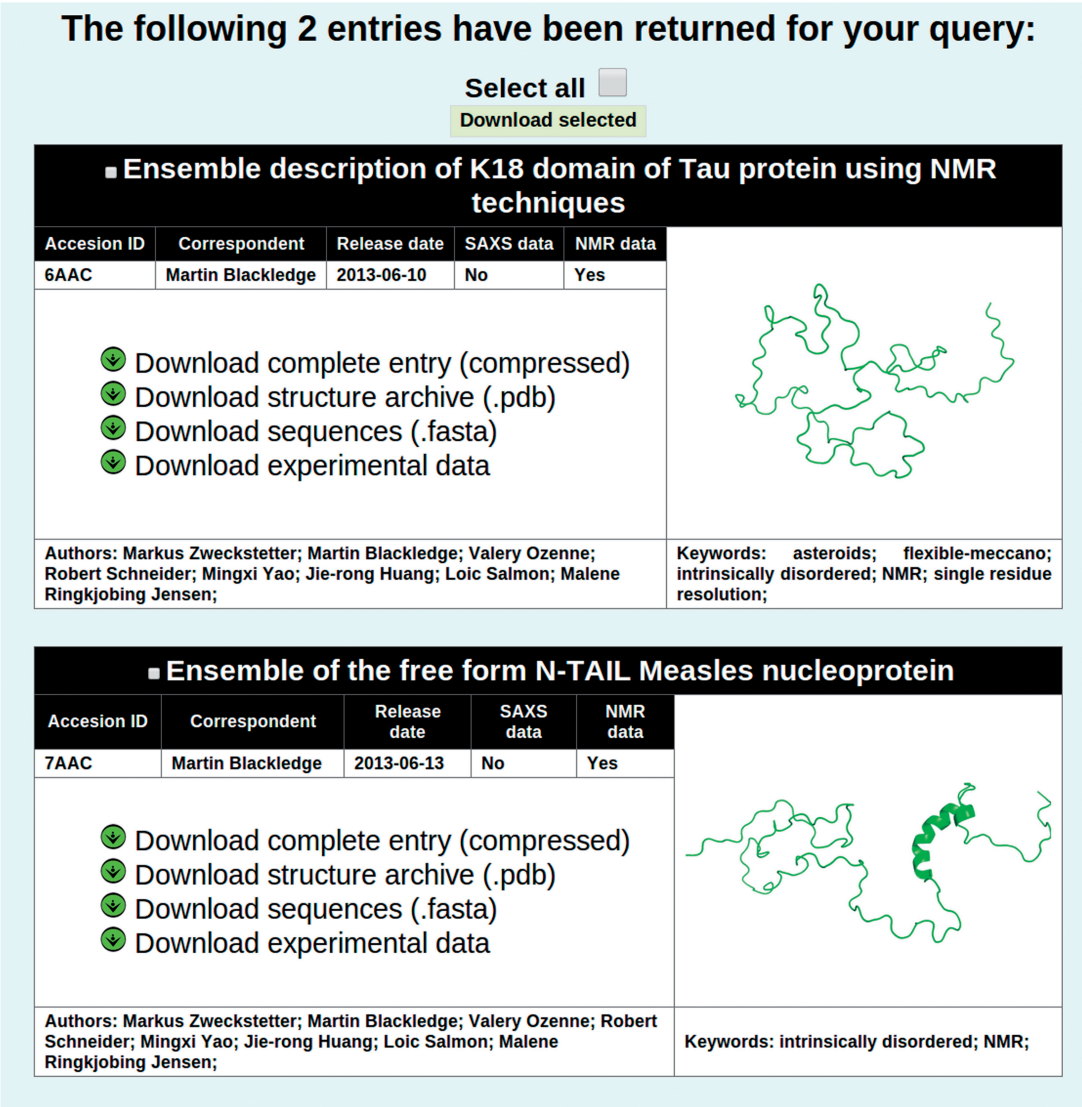 The following 2 entries have been returned for your query:
Select all
Download selected
Ensemble description of K18 domain of Tau protein using NMR
techniques
Accesion ID Correspondent Release date SAXS data NMR data
6AAC Martin Blackledge 2013-06-10 No Yes
Download complete entry (compressed)
Download structure archive (.pdb)
Download sequences (.fasta)
Download experimental data
Authors: Markus Zweckstetter; Martin Blackledge; Valery Ozenne;
Robert Schneider; Mingxi Yao; Jie-rong Huang; Loic Salmon; Malene
Ringkjobing Jensen;
Keywords: asteroids; flexible-meccano;
intrinsically disordered; NMR; single residue
resolution;
Ensemble of the free form N-TAIL Measles nucleoprotein
Accesion ID Correspondent Release date SAXS data NMR data
7AAC Martin Blackledge 2013-06-13 No Yes
Download complete entry (compressed)
Download structure archive (.pdb)
Download sequences (.fasta)
Download experimental data
Authors: Markus Zweckstetter; Martin Blackledge; Valery Ozenne; Robert
Schneider; Mingxi Yao; Jie-rong Huang; Loic Salmon; Malene
Ringkjobing Jensen;
Keywords: intrinsically disordered; NMR;